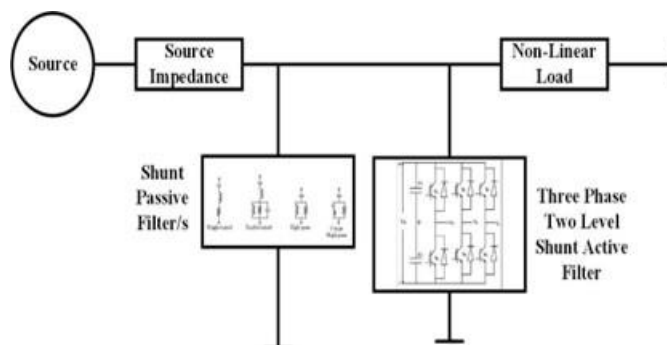 Source
Source
Impedance
Non-Linear
Load
Shunt
Passive
Filter/s
Three Phase
Two Level
Shunt Active
Filter